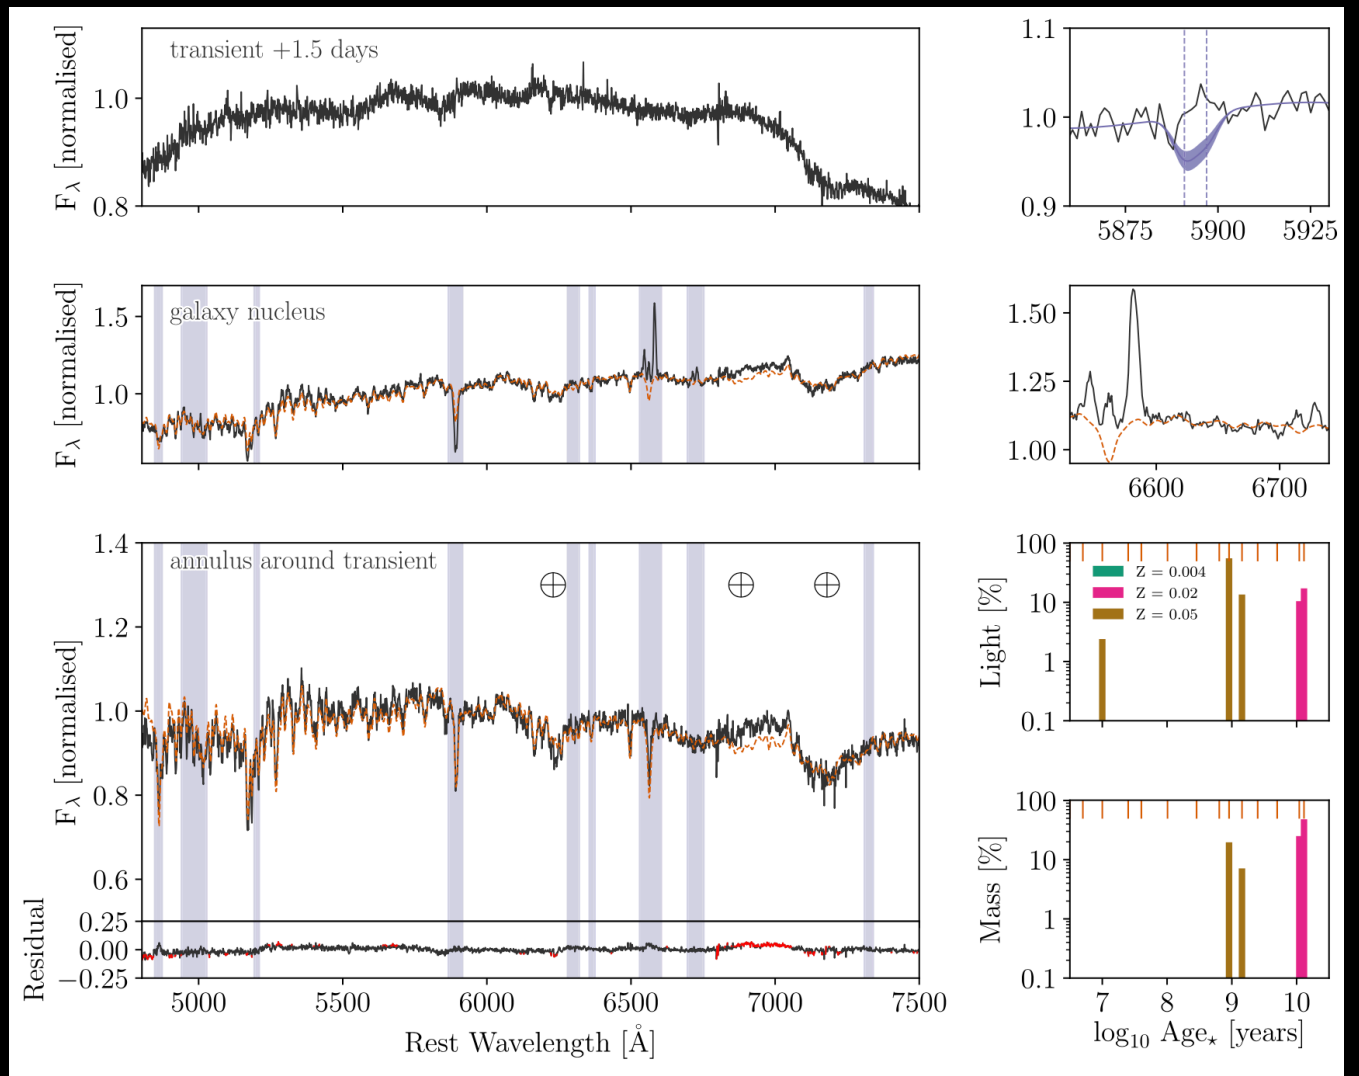 transient +1.5 days
F_λ [normalised]
1.0
0.8
1.1
1.0
0.9
5875 5900 5925
galaxy nucleus
F_λ [normalised]
1.5
1.0
1.50
1.25
1.00
6600 6700
annulus around transient
F_λ [normalised]
1.4
1.2
1.0
0.8
0.6
Residual
0.25
0.00
−0.25
5000 5500 6000 6500 7000 7500
Rest Wavelength [Å]
Light [%]
100
10
1
0.1
Z = 0.004
Z = 0.02
Z = 0.05
Mass [%]
100
10
1
0.1
7 8 9 10
log₁₀ Age⋆ [years]